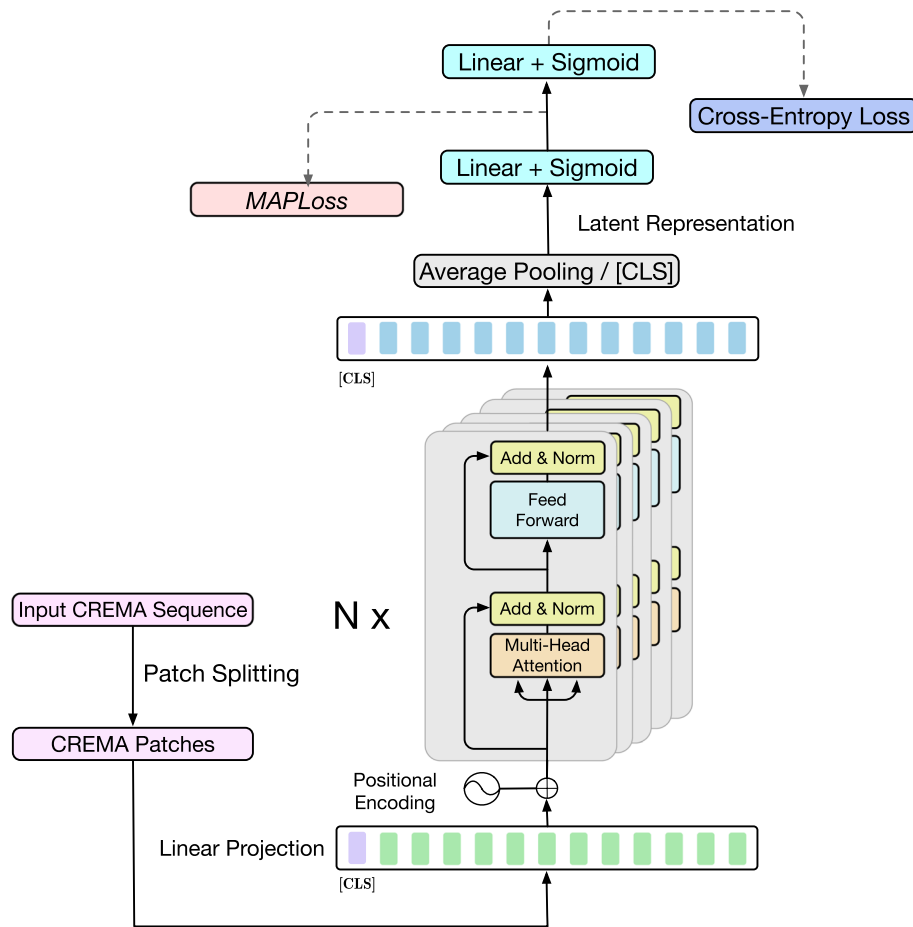 Linear + Sigmoid
Cross-Entropy Loss
Linear + Sigmoid
MAPLoss
Latent Representation
Average Pooling / [CLS]
[CLS]
Add & Norm
Feed
Forward
N x
Add & Norm
Multi-Head
Attention
Input CREMA Sequence
Patch Splitting
CREMA Patches
Positional
Encoding
Linear Projection
[CLS]